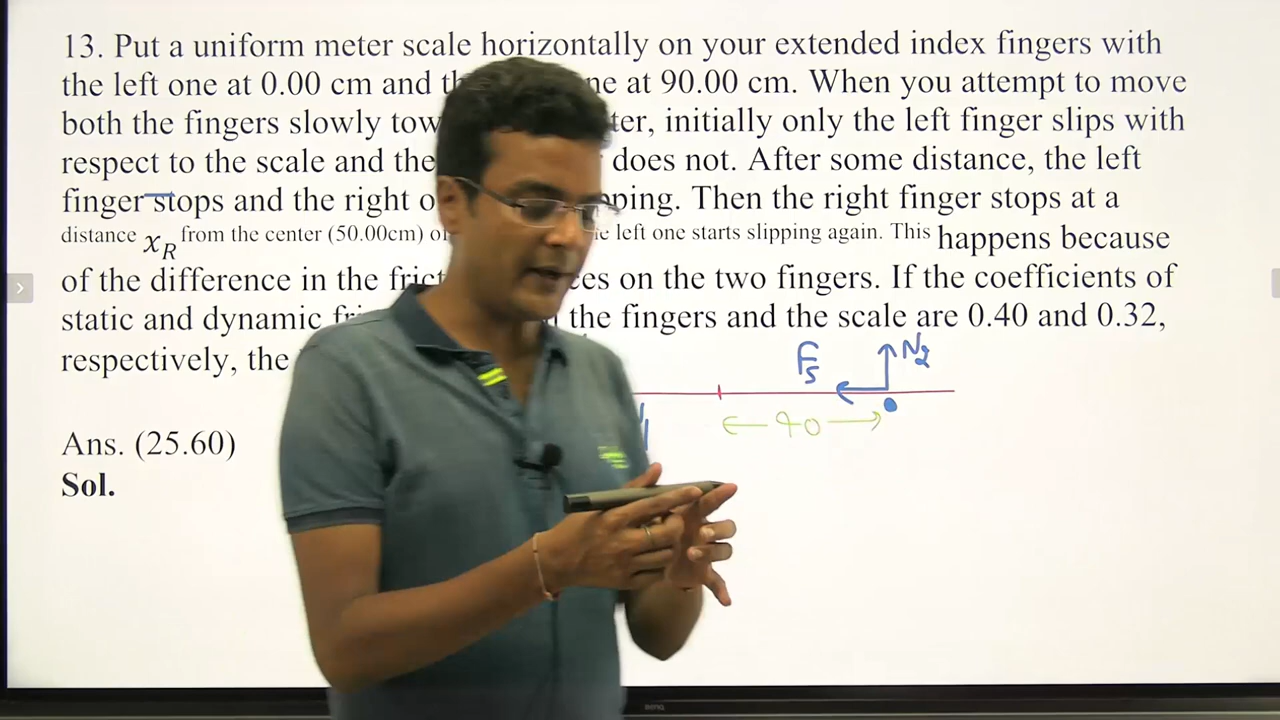 13. Put a uniform meter scale horizontally on your extended index fingers with
the left one at 0.00 cm and ne at 90.00 cm. When you attempt to move
both the fingers slowly tow ter, initially only the left finger slips with
respect to the scale and the does not. After some distance, the left
finger stops and the right o ping. Then the right finger stops at a
distance x_R from the center (50.00cm) o left one starts slipping again. This happens because
of the difference in the frict es on the two fingers. If the coefficients of
static and dynamic the fingers and the scale are 0.40 and 0.32,
respectively, the
F_s N_2
40
Ans. (25.60)
Sol.
BENQ